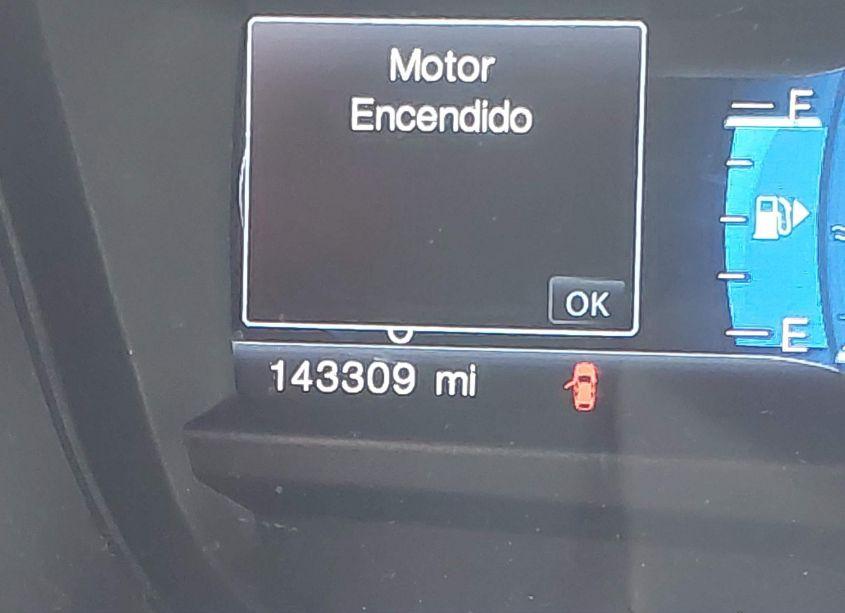 Motor
Encendido
OK
F
E
143309 mi